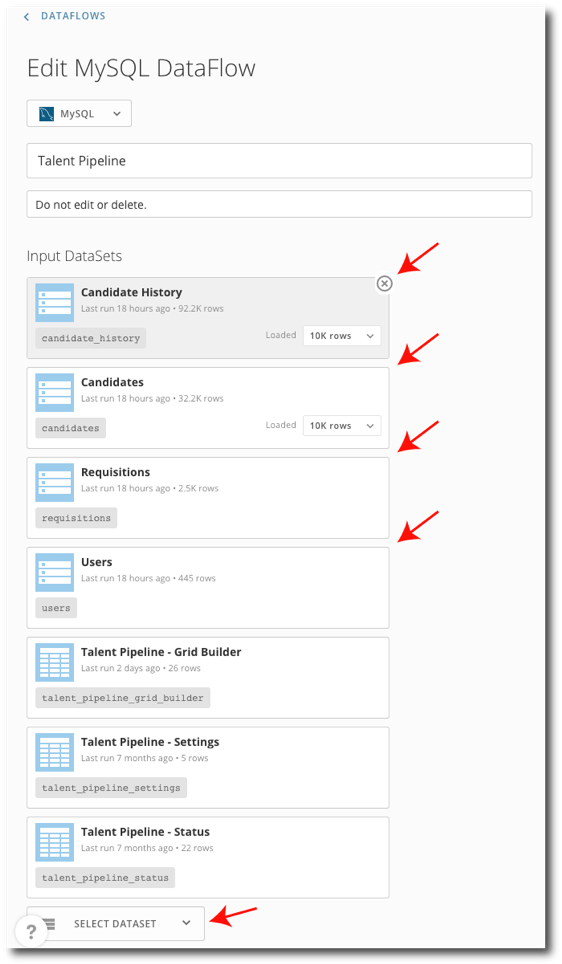 DATAFLOWS
Edit MySQL DataFlow
MySQL
Talent Pipeline
Do not edit or delete.
Input DataSets
Candidate History
Last run 18 hours ago • 92.2K rows
candidate_history Loaded 10K rows
Candidates
Last run 18 hours ago • 32.2K rows
candidates Loaded 10K rows
Requisitions
Last run 18 hours ago • 2.5K rows
requisitions
Users
Last run 18 hours ago • 445 rows
users
Talent Pipeline - Grid Builder
Last run 2 days ago • 26 rows
talent_pipeline_grid_builder
Talent Pipeline - Settings
Last run 7 months ago • 5 rows
talent_pipeline_settings
Talent Pipeline - Status
Last run 7 months ago • 22 rows
talent_pipeline_status
? SELECT DATASET